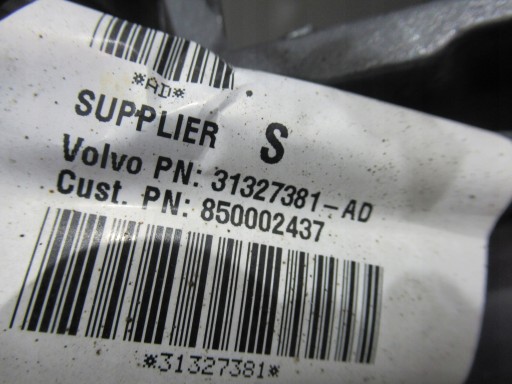 *AD*
SUPPLIER S
Volvo PN: 31327381-AD
Cust. PN: 850002437
*31327381*